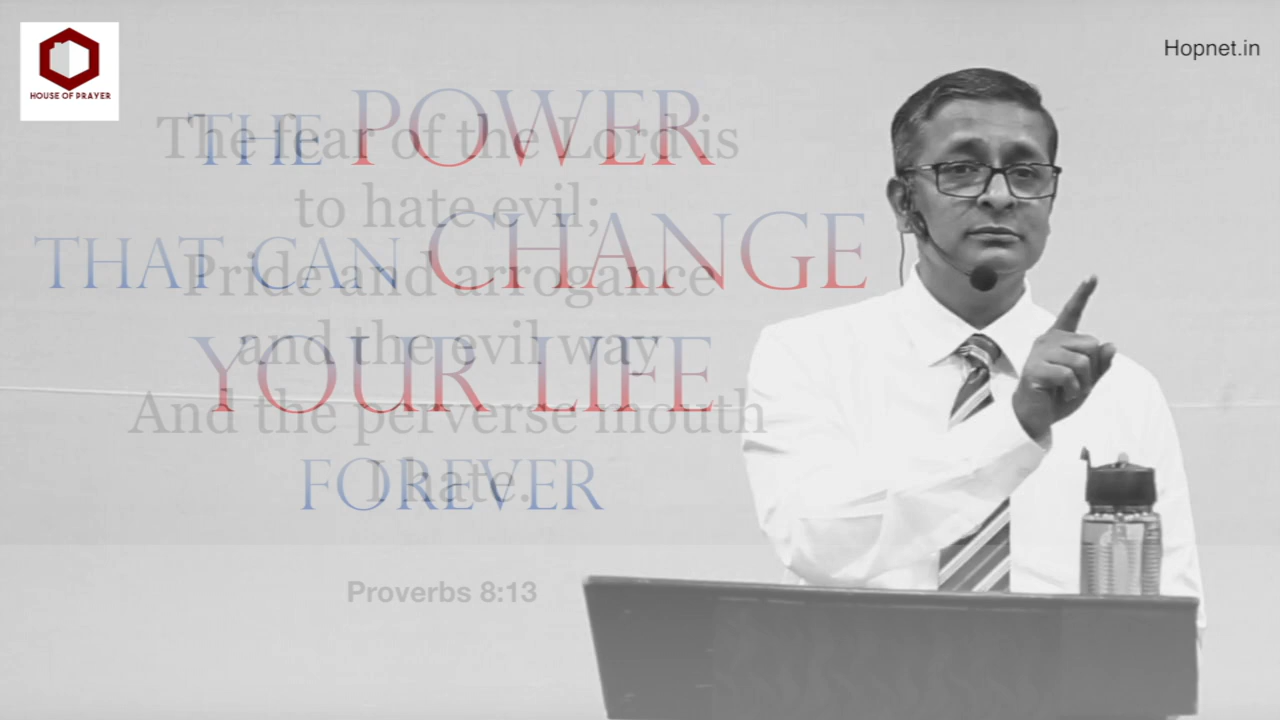 HOUSE OF PRAYER
Hopnet.in
THE POWER
THAT CAN CHANGE
YOUR LIFE
FOREVER
The fear of the Lord is
to hate evil;
Pride and arrogance
and the evil way
And the perverse mouth
I hate.
Proverbs 8:13